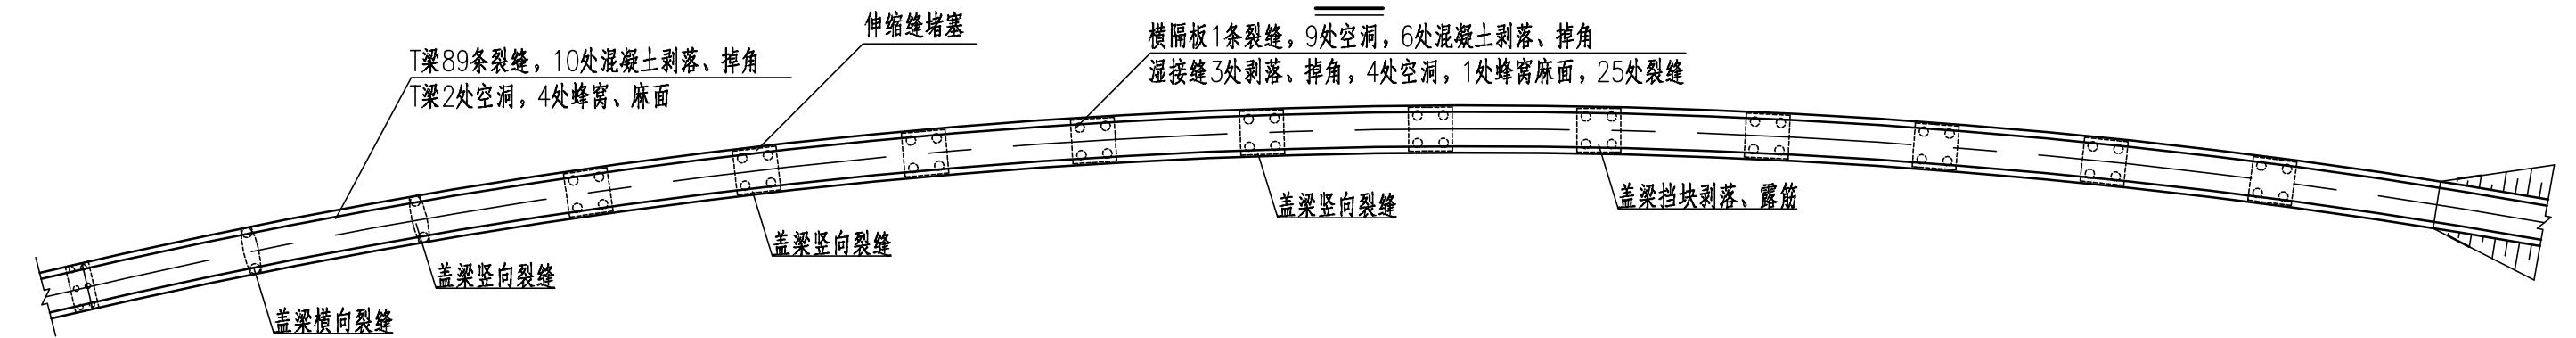 伸缩缝堵塞
T梁89条裂缝，10处混凝土剥落、掉角
T梁2处空洞，4处蜂窝、麻面
横隔板1条裂缝，9处空洞，6处混凝土剥落、掉角
湿接缝3处剥落、掉角，4处空洞，1处蜂窝麻面，25处裂缝
盖梁横向裂缝
盖梁竖向裂缝
盖梁竖向裂缝
盖梁竖向裂缝
盖梁挡块剥落、露筋